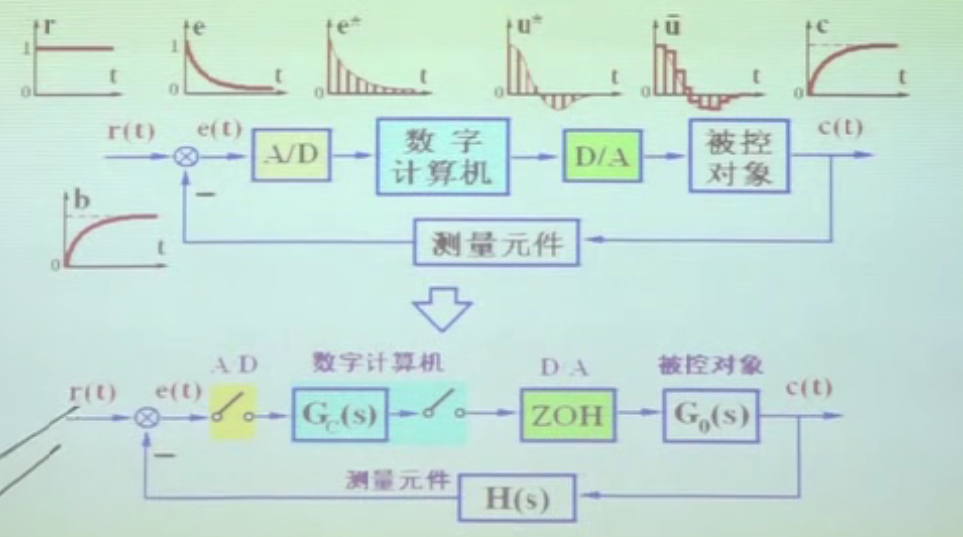 r e e* u* ū c
1 1
t t t t t t
0 0 0 0 0 0
r(t) e(t) A/D 数字计算机 D/A 被控对象 c(t)
−
b
t
0
测量元件
A D 数字计算机 D A 被控对象
r(t) e(t) G_C(s) ZOH G_0(s) c(t)
−
测量元件 H(s)